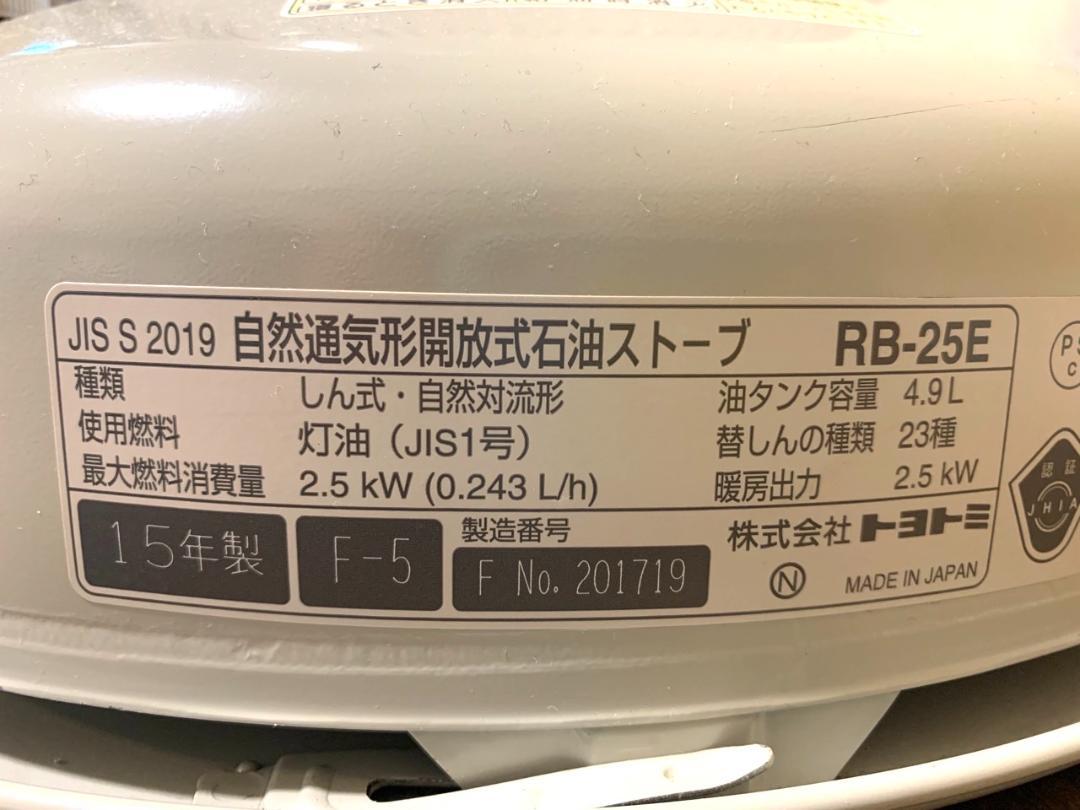 JIS S 2019 自然通気形開放式石油ストーブ RB-25E
種類 しん式・自然対流形 油タンク容量 4.9 L
使用燃料 灯油（JIS1号） 替しんの種類 23種
最大燃料消費量 2.5 kW (0.243 L/h) 暖房出力 2.5 kW
15年製 F-5 製造番号 F No. 201719
株式会社 トヨトミ
N MADE IN JAPAN
PS
C
認証
JHIA